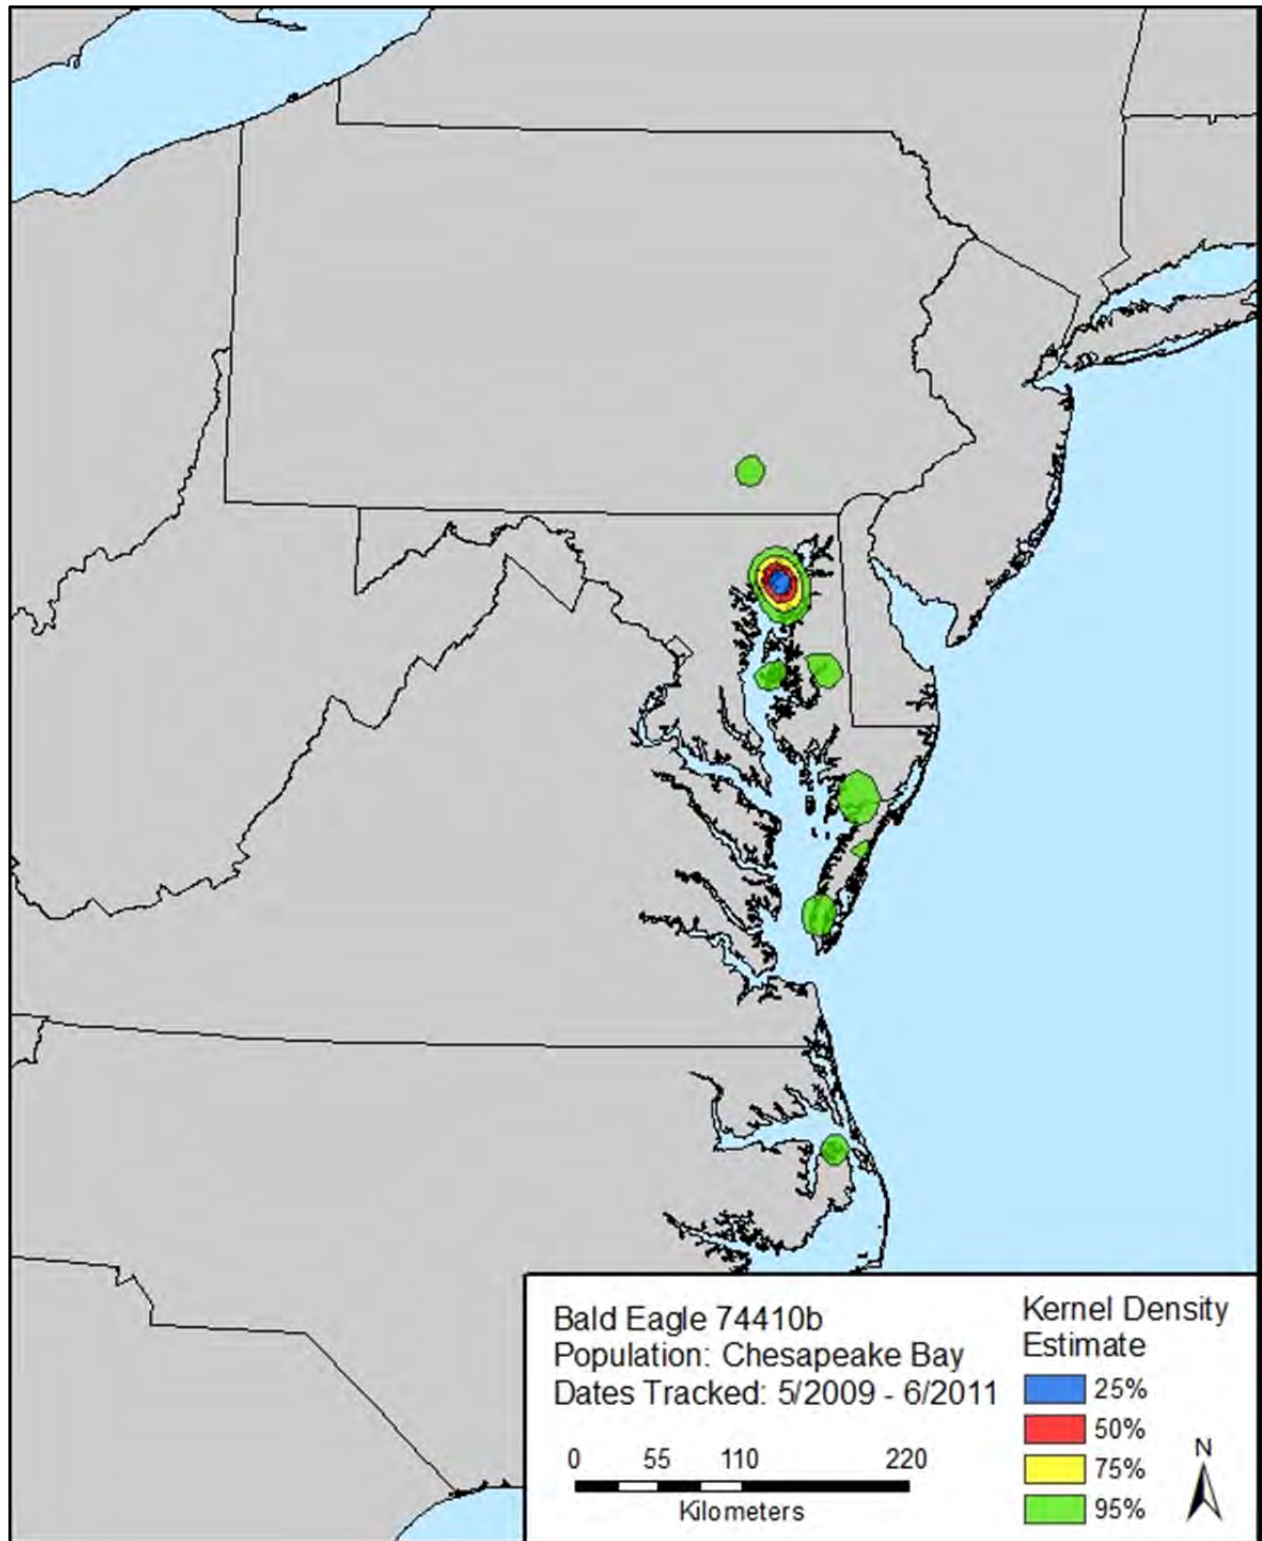 Bald Eagle 74410b
Population: Chesapeake Bay
Dates Tracked: 5/2009 - 6/2011
0 55 110 220
Kilometers
Kernel Density
Estimate
25%
50%
75%
95%
N